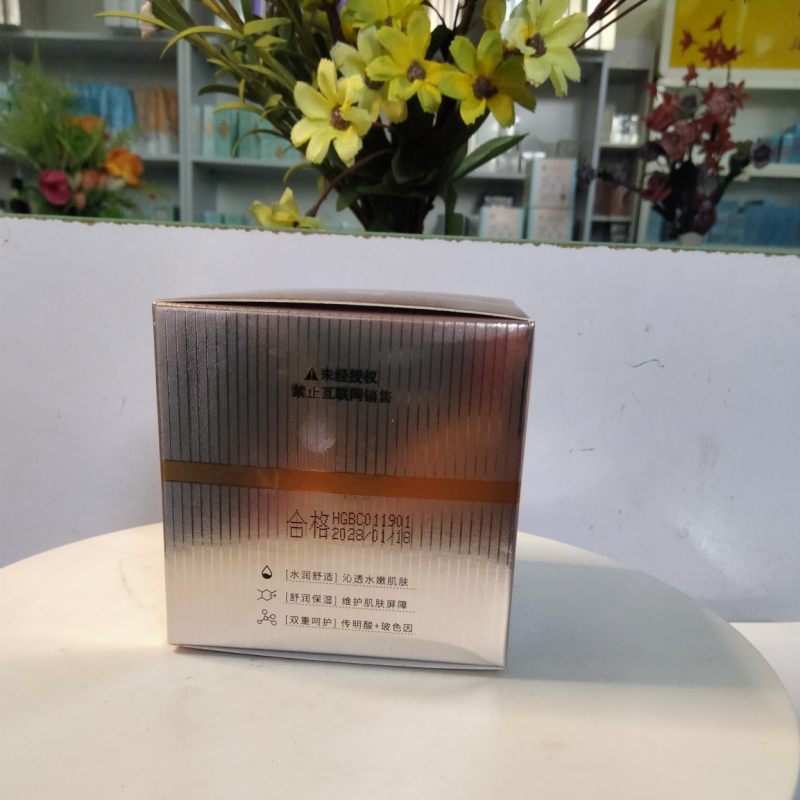 ⚠未经授权
禁止互联网销售
合格 HGBC011901
2028/01/18
[水润舒适] 沁透水嫩肌肤
[舒润保湿] 维护肌肤屏障
[双重呵护] 传明酸+玻色因